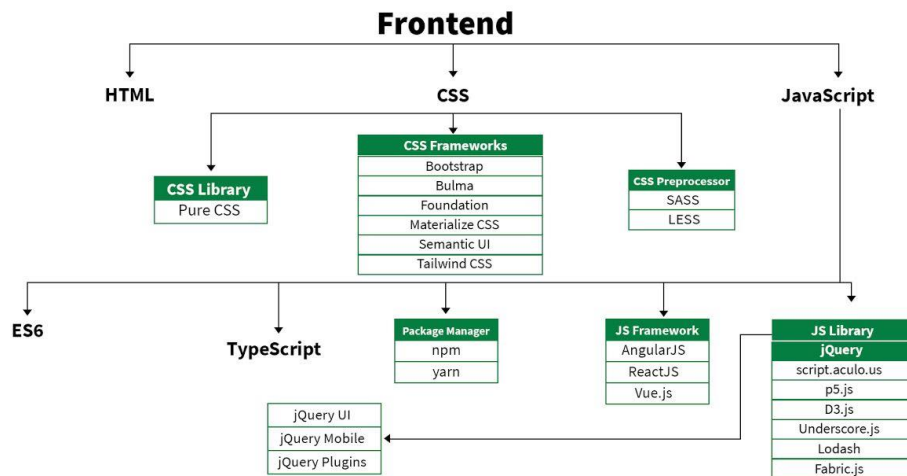 Frontend
HTML
CSS
JavaScript
CSS Library
Pure CSS
CSS Frameworks
Bootstrap
Bulma
Foundation
Materialize CSS
Semantic UI
Tailwind CSS
CSS Preprocessor
SASS
LESS
ES6
TypeScript
Package Manager
npm
yarn
JS Framework
AngularJS
ReactJS
Vue.js
JS Library
jQuery
script.aculo.us
p5.js
D3.js
Underscore.js
Lodash
Fabric.js
jQuery UI
jQuery Mobile
jQuery Plugins